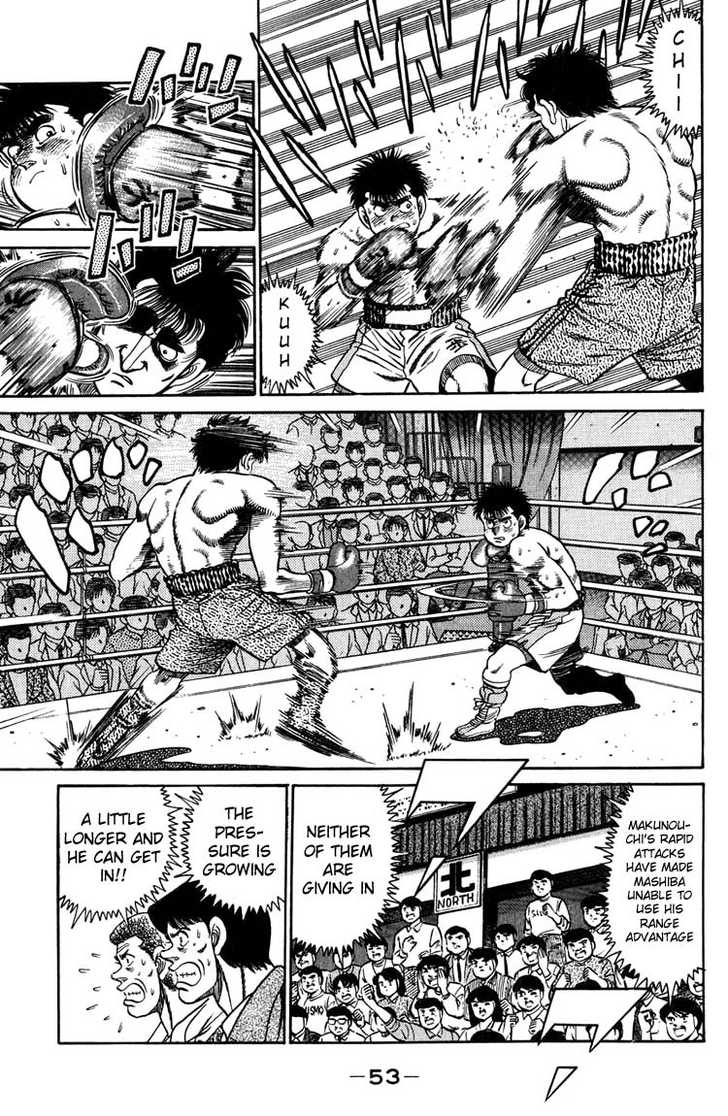 CHII
KUUH
MAKUNOU-
CHI'S RAPID
ATTACKS
HAVE MADE
MASHIBA
UNABLE TO
USE HIS
RANGE
ADVANTAGE
北
NORTH
NEITHER
OF THEM
ARE
GIVING IN
THE
PRES-
SURE IS
GROWING
A LITTLE
LONGER AND
HE CAN GET
IN!!
-53-